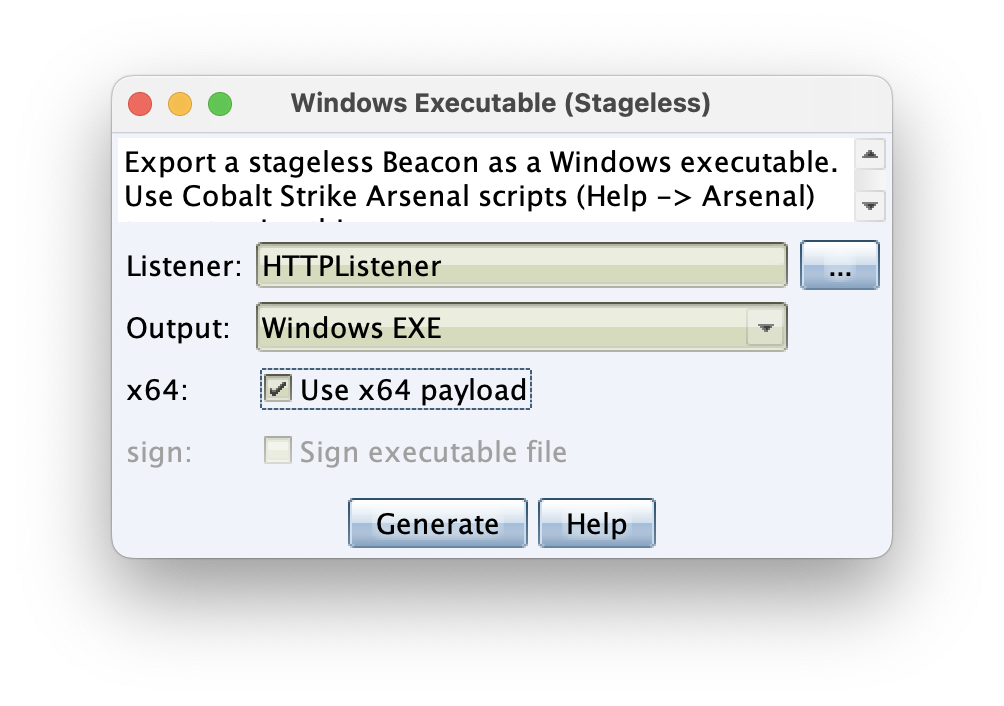 Windows Executable (Stageless)
Export a stageless Beacon as a Windows executable.
Use Cobalt Strike Arsenal scripts (Help -> Arsenal)
Listener: HTTPListener ...
Output: Windows EXE
x64: Use x64 payload
sign: Sign executable file
Generate Help